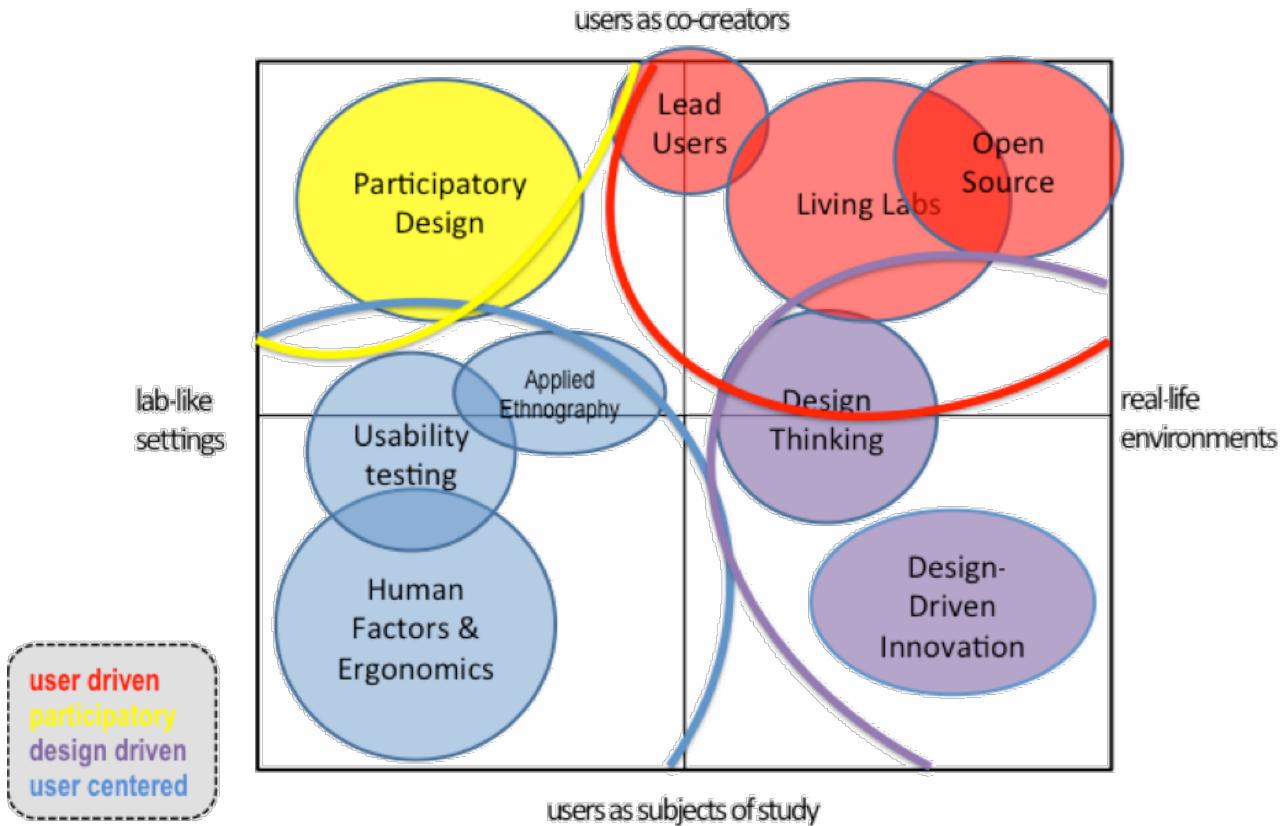 users as co-creators
Lead
Users
Open
Source
Participatory
Design
Living Labs
Applied
Ethnography
lab-like
settings
Usability
testing
Design
Thinking
real-life
environments
Human
Factors &
Ergonomics
Design-
Driven
Innovation
user driven
participatory
design driven
user centered
users as subjects of study